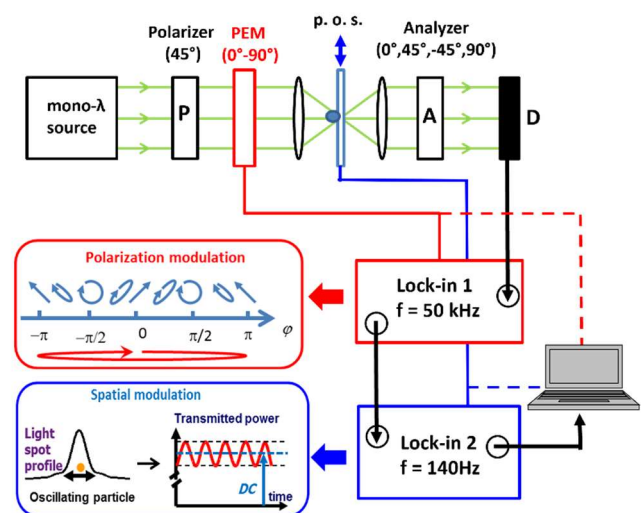 p. o. s.
Polarizer
(45°)
PEM
(0°-90°)
Analyzer
(0°,45°,-45°,90°)
mono-λ
source
P
A
D
Polarization modulation
−π
−π/2
0
π/2
π
φ
Lock-in 1
f = 50 kHz
Spatial modulation
Light
spot
profile
Oscillating particle
Transmitted power
DC
time
Lock-in 2
f = 140Hz